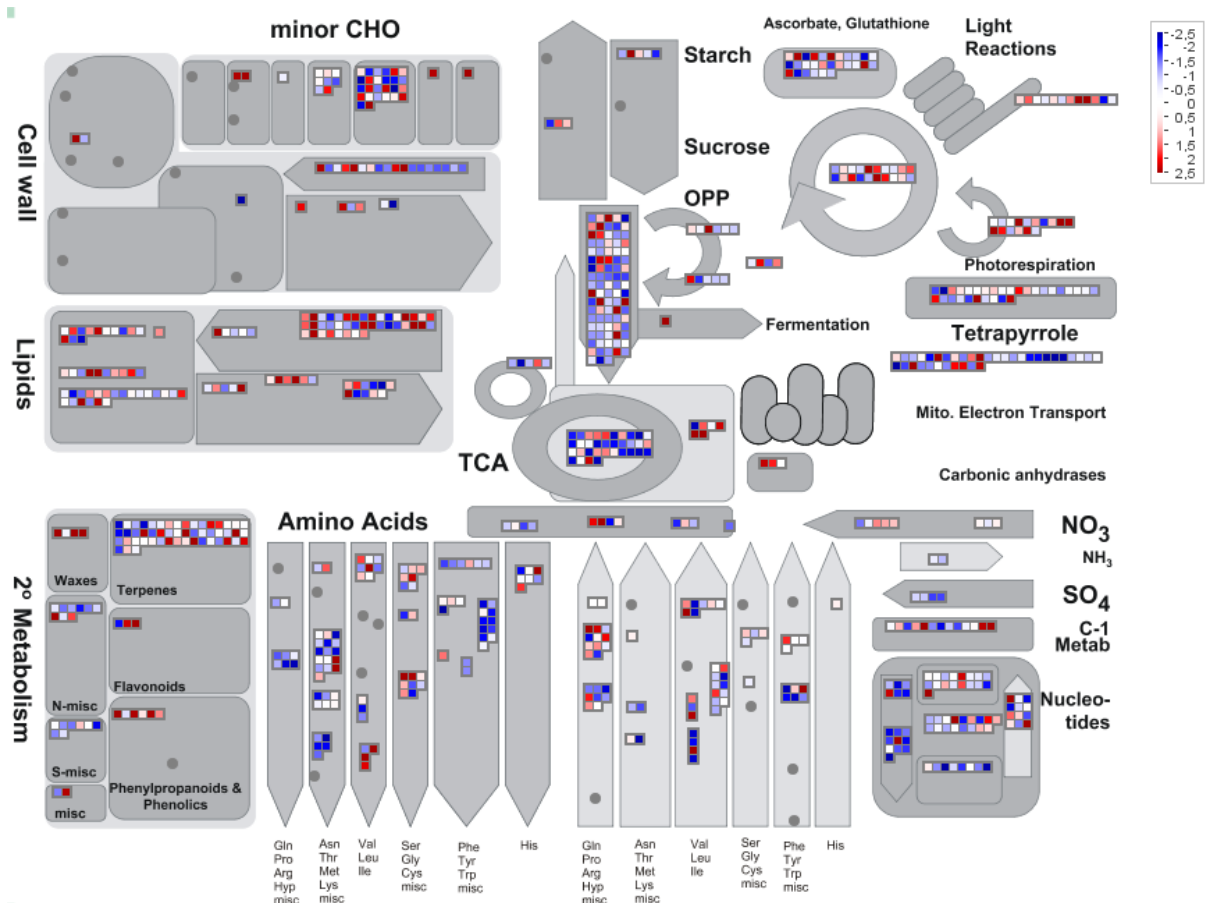 minor CHO
Ascorbate, Glutathione
Light
Reactions
-2,5
-2
-1,5
-1
-0,5
0
0,5
1
1,5
2
2,5
Starch
Sucrose
OPP
Cell wall
Photorespiration
Fermentation
Tetrapyrrole
Lipids
Mito. Electron Transport
TCA
Carbonic anhydrases
Amino Acids
NO3
NH3
SO4
C-1
Metab
Nucleo-
tides
2º Metabolism
Waxes
Terpenes
N-misc
Flavonoids
S-misc
misc
Phenylpropanoids &
Phenolics
Gln
Pro
Arg
Hyp
misc
Asn
Thr
Met
Lys
misc
Val
Leu
Ile
Ser
Gly
Cys
misc
Phe
Tyr
Trp
misc
His
Gln
Pro
Arg
Hyp
misc
Asn
Thr
Met
Lys
misc
Val
Leu
Ile
Ser
Gly
Cys
misc
Phe
Tyr
Trp
misc
His